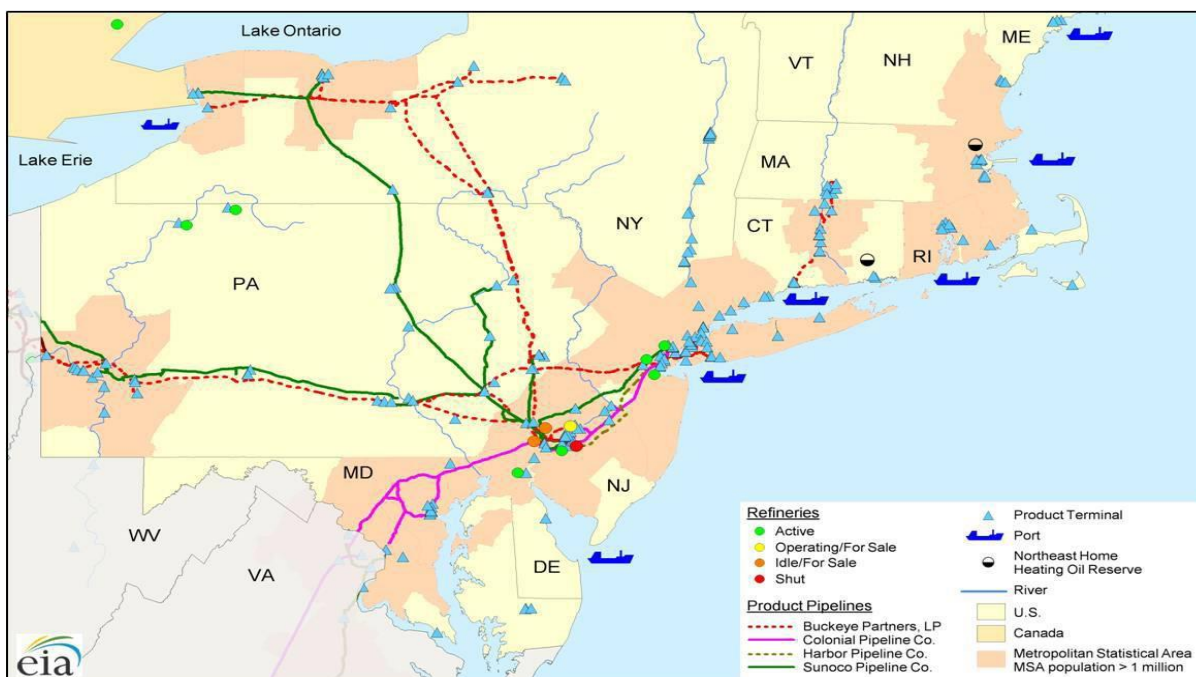 Lake Ontario
ME
VT
NH
Lake Erie
MA
NY
CT
RI
PA
MD
NJ
WV
VA
DE
Refineries
Active
Operating/For Sale
Idle/For Sale
Shut
Product Pipelines
Buckeye Partners, LP
Colonial Pipeline Co.
Harbor Pipeline Co.
Sunoco Pipeline Co.
Product Terminal
Port
Northeast Home
Heating Oil Reserve
River
U.S.
Canada
Metropolitan Statistical Area
MSA population > 1 million
eia